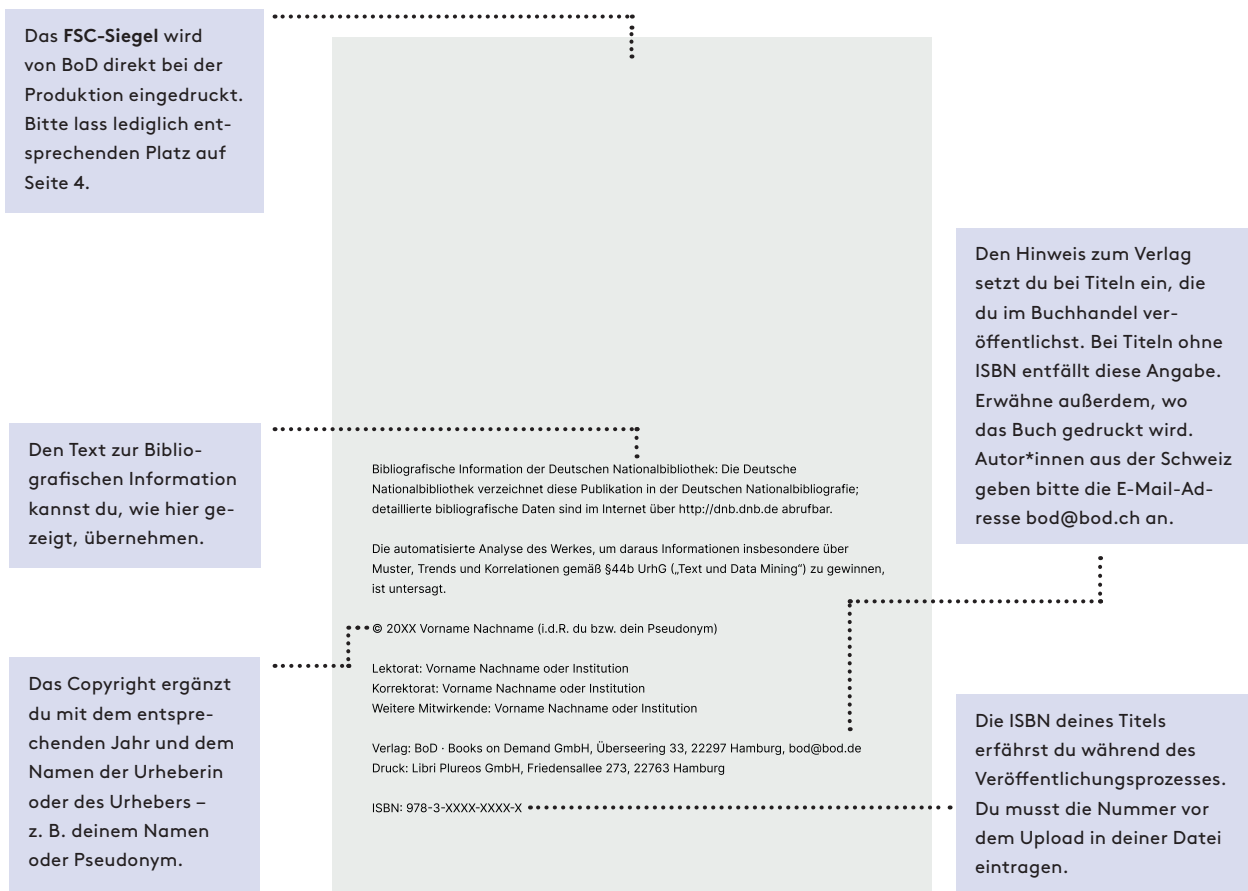 Das FSC-Siegel wird
von BoD direkt bei der
Produktion eingedruckt.
Bitte lass lediglich ent-
sprechenden Platz auf
Seite 4.
Den Hinweis zum Verlag
setzt du bei Titeln ein, die
du im Buchhandel ver-
öffentlichst. Bei Titeln ohne
ISBN entfällt diese Angabe.
Erwähne außerdem, wo
das Buch gedruckt wird.
Autor*innen aus der Schweiz
geben bitte die E-Mail-Ad-
resse bod@bod.ch an.
Den Text zur Biblio-
grafischen Information
kannst du, wie hier ge-
zeigt, übernehmen.
Bibliografische Information der Deutschen Nationalbibliothek: Die Deutsche
Nationalbibliothek verzeichnet diese Publikation in der Deutschen Nationalbibliografie;
detaillierte bibliografische Daten sind im Internet über http://dnb.dnb.de abrufbar.
Die automatisierte Analyse des Werkes, um daraus Informationen insbesondere über
Muster, Trends und Korrelationen gemäß §44b UrhG („Text und Data Mining“) zu gewinnen,
ist untersagt.
© 20XX Vorname Nachname (i.d.R. du bzw. dein Pseudonym)
Lektorat: Vorname Nachname oder Institution
Korrektorat: Vorname Nachname oder Institution
Weitere Mitwirkende: Vorname Nachname oder Institution
Verlag: BoD · Books on Demand GmbH, Überseering 33, 22297 Hamburg, bod@bod.de
Druck: Libri Plureos GmbH, Friedensallee 273, 22763 Hamburg
ISBN: 978-3-XXXX-XXXX-X
Das Copyright ergänzt
du mit dem entspre-
chenden Jahr und dem
Namen der Urheberin
oder des Urhebers –
z. B. deinem Namen
oder Pseudonym.
Die ISBN deines Titels
erfährst du während des
Veröffentlichungsprozesses.
Du musst die Nummer vor
dem Upload in deiner Datei
eintragen.